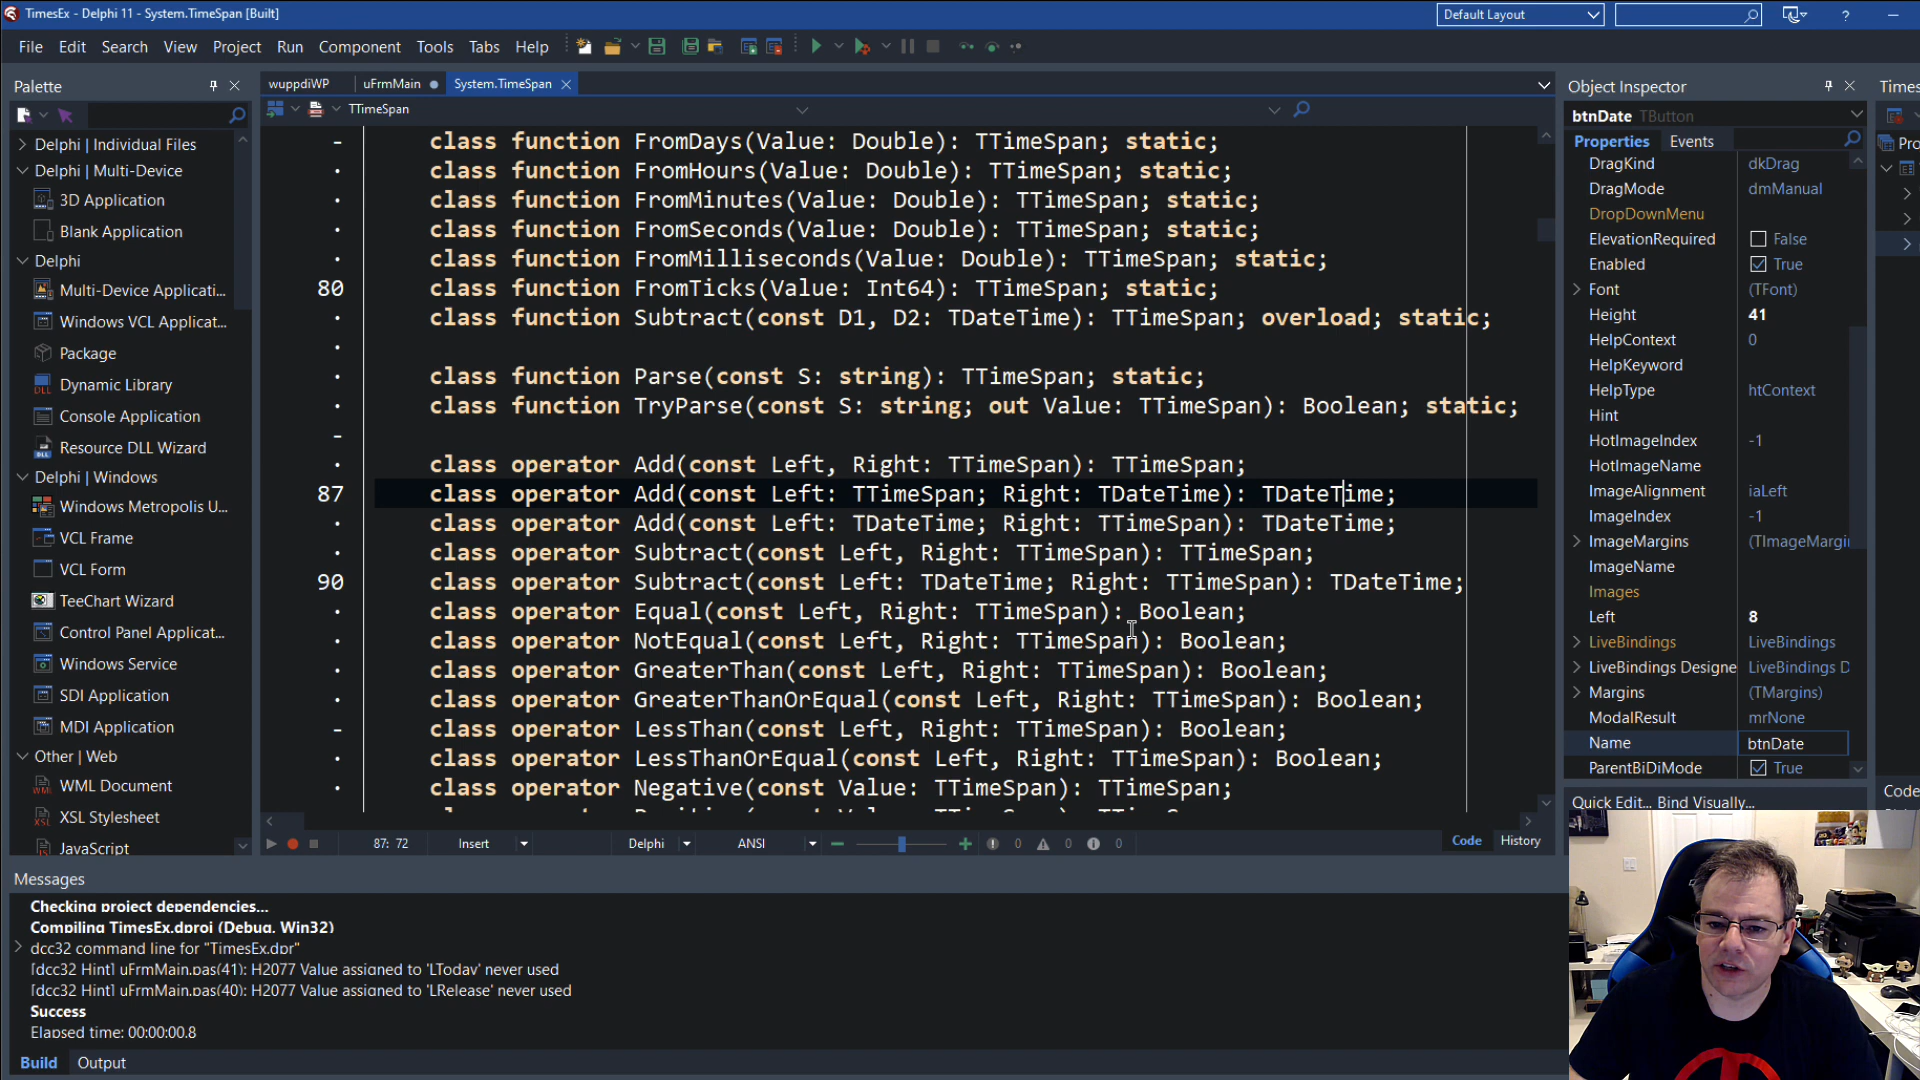 TimesEx - Delphi 11 - System.TimeSpan [Built]
Default Layout
?
File Edit Search View Project Run Component Tools Tabs Help
Palette
Delphi | Individual Files
Delphi | Multi-Device
3D Application
Blank Application
Delphi
Multi-Device Applicati...
Windows VCL Applicat...
Package
Dynamic Library
Console Application
Resource DLL Wizard
Delphi | Windows
Windows Metropolis U...
VCL Frame
VCL Form
TeeChart Wizard
Control Panel Applicat...
Windows Service
SDI Application
MDI Application
Other | Web
WML Document
XSL Stylesheet
JavaScript
wuppdiWP uFrmMain System.TimeSpan
TTimeSpan
class function FromDays(Value: Double): TTimeSpan; static;
class function FromHours(Value: Double): TTimeSpan; static;
class function FromMinutes(Value: Double): TTimeSpan; static;
class function FromSeconds(Value: Double): TTimeSpan; static;
class function FromMilliseconds(Value: Double): TTimeSpan; static;
80 class function FromTicks(Value: Int64): TTimeSpan; static;
class function Subtract(const D1, D2: TDateTime): TTimeSpan; overload; static;
class function Parse(const S: string): TTimeSpan; static;
class function TryParse(const S: string; out Value: TTimeSpan): Boolean; static;
class operator Add(const Left, Right: TTimeSpan): TTimeSpan;
87 class operator Add(const Left: TTimeSpan; Right: TDateTime): TDateTime;
class operator Add(const Left: TDateTime; Right: TTimeSpan): TDateTime;
class operator Subtract(const Left, Right: TTimeSpan): TTimeSpan;
90 class operator Subtract(const Left: TDateTime; Right: TTimeSpan): TDateTime;
class operator Equal(const Left, Right: TTimeSpan): Boolean;
class operator NotEqual(const Left, Right: TTimeSpan): Boolean;
class operator GreaterThan(const Left, Right: TTimeSpan): Boolean;
class operator GreaterThanOrEqual(const Left, Right: TTimeSpan): Boolean;
class operator LessThan(const Left, Right: TTimeSpan): Boolean;
class operator LessThanOrEqual(const Left, Right: TTimeSpan): Boolean;
class operator Negative(const Value: TTimeSpan): TTimeSpan;
87: 72 Insert Delphi ANSI 0 0 0 Code History
Object Inspector
btnDate TButton
Properties Events
DragKind dkDrag
DragMode dmManual
DropDownMenu
ElevationRequired False
Enabled True
Font (TFont)
Height 41
HelpContext 0
HelpKeyword
HelpType htContext
Hint
HotImageIndex -1
HotImageName
ImageAlignment iaLeft
ImageIndex -1
ImageMargins (TImageMargi
ImageName
Images
Left 8
LiveBindings LiveBindings
LiveBindings Designe LiveBindings D
Margins (TMargins)
ModalResult mrNone
Name btnDate
ParentBiDiMode True
Quick Edit... Bind Visually...
Times
Pro
Code
Messages
Checking project dependencies...
Compiling TimesEx.dproj (Debug, Win32)
dcc32 command line for "TimesEx.dpr"
[dcc32 Hint] uFrmMain.pas(41): H2077 Value assigned to 'LToday' never used
[dcc32 Hint] uFrmMain.pas(40): H2077 Value assigned to 'LRelease' never used
Success
Elapsed time: 00:00:00.8
Build Output